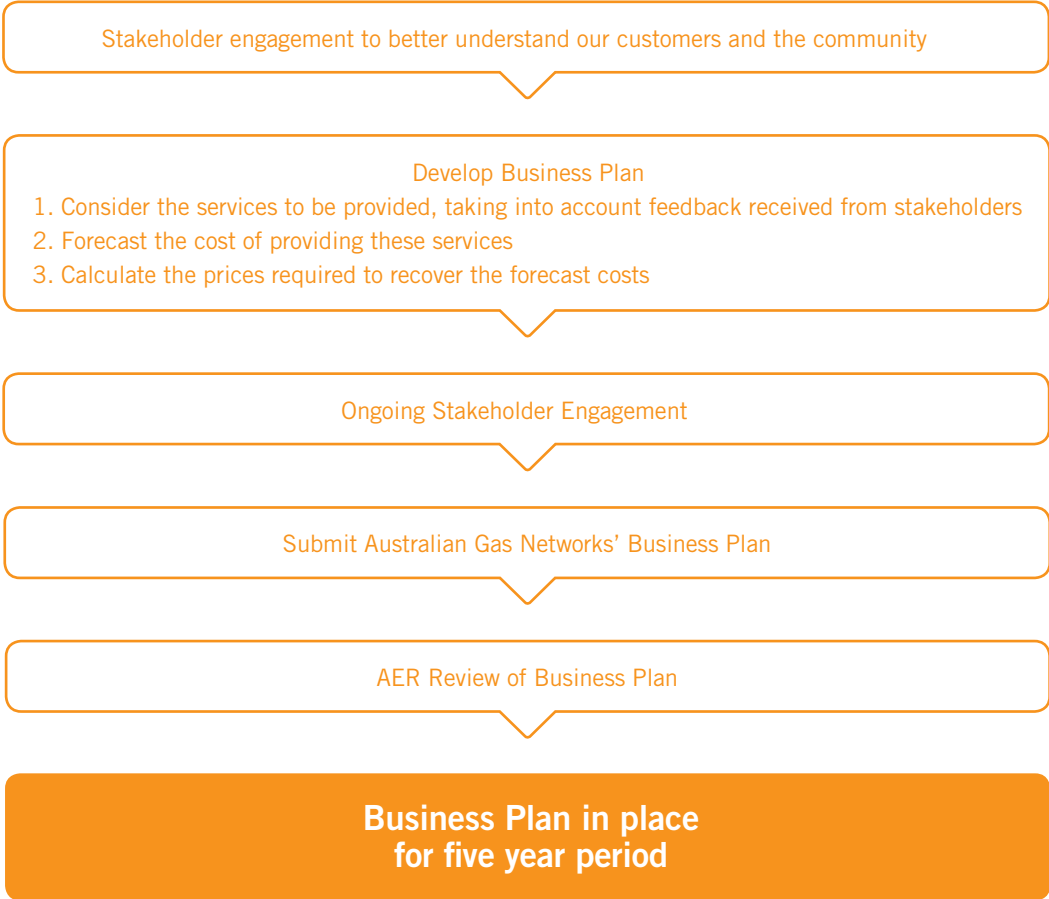 Stakeholder engagement to better understand our customers and the community
Develop Business Plan
1. Consider the services to be provided, taking into account feedback received from stakeholders
2. Forecast the cost of providing these services
3. Calculate the prices required to recover the forecast costs
Ongoing Stakeholder Engagement
Submit Australian Gas Networks’ Business Plan
AER Review of Business Plan
Business Plan in place
for five year period